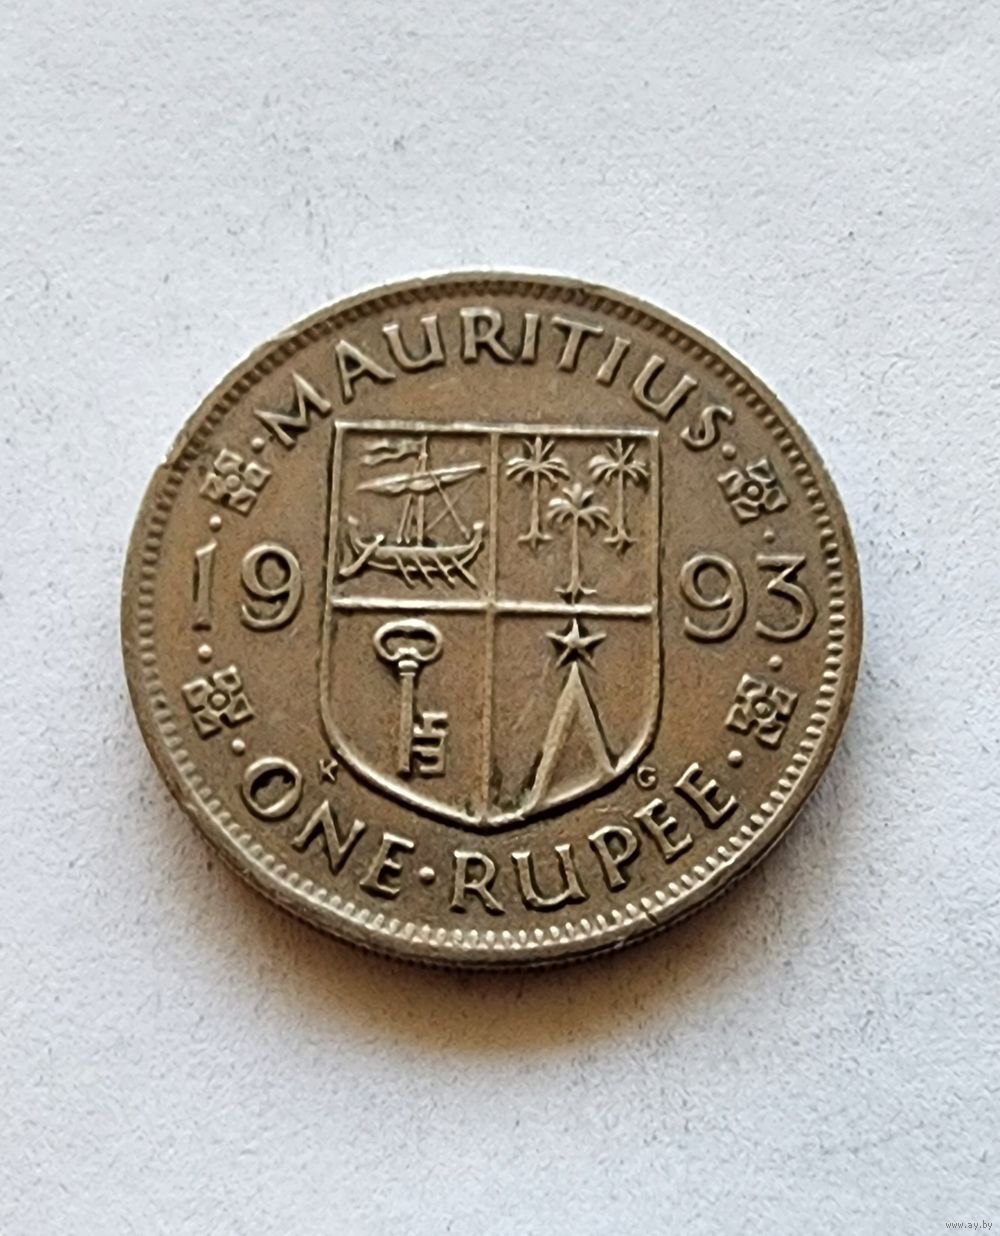 MAURITIUS
1993
K G
ONE · RUPEE
www.ay.by